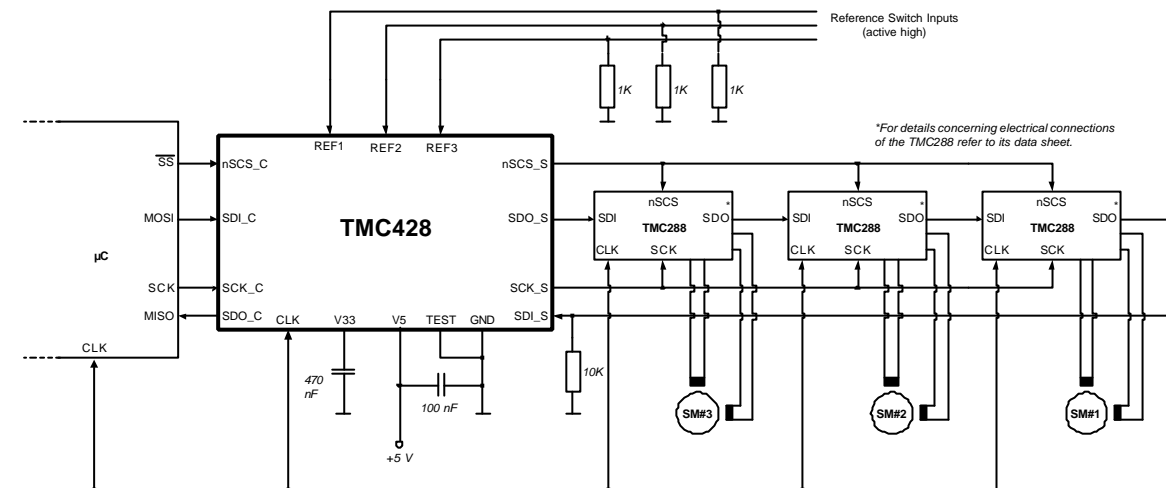 Reference Switch Inputs
(active high)
1K
1K
1K
*For details concerning electrical connections
of the TMC288 refer to its data sheet.
REF1
REF2
REF3
SS
nSCS_C
nSCS_S
MOSI
SDI_C
TMC428
SDO_S
µC
SCK
SCK_C
SCK_S
MISO
SDO_C
CLK
V33
V5
TEST
GND
SDI_S
CLK
nSCS
*
SDI
SDO
TMC288
CLK
SCK
nSCS
*
SDI
SDO
TMC288
CLK
SCK
nSCS
*
SDI
SDO
TMC288
CLK
SCK
470
nF
100 nF
10K
+5 V
SM#3
SM#2
SM#1